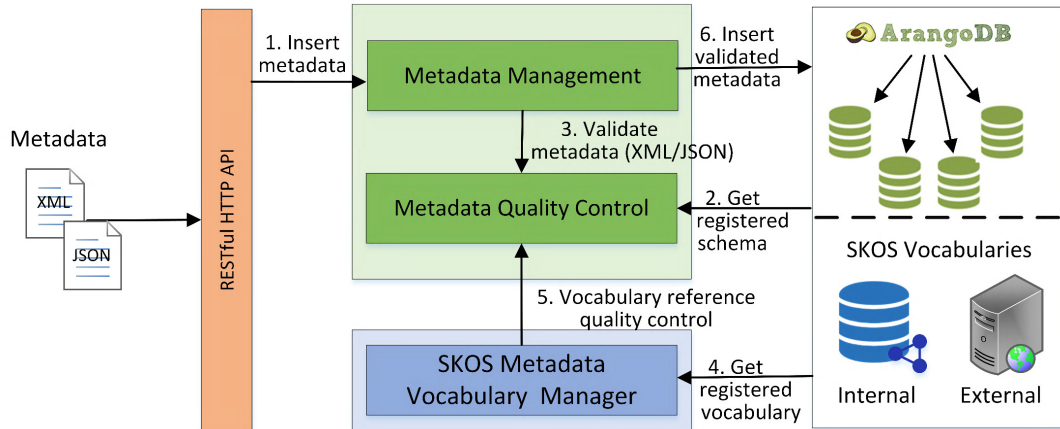 Metadata
XML
JSON
RESTful HTTP API
1. Insert
metadata
Metadata Management
3. Validate
metadata (XML/JSON)
Metadata Quality Control
5. Vocabulary reference
quality control
SKOS Metadata
Vocabulary Manager
6. Insert
validated
metadata
2. Get
registered
schema
4. Get
registered
vocabulary
ArangoDB
SKOS Vocabularies
Internal
External